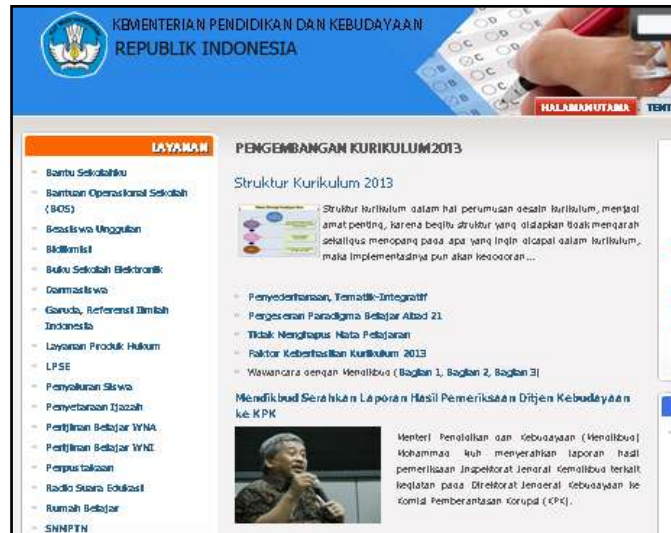 KEMENTERIAN PENDIDIKAN DAN KEBUDAYAAN
REPUBLIK INDONESIA
HALAMAN UTAMA
TENT
LAYANAN
Bantu Sekolahku
Bantuan Operasional Sekolah
(BOS)
Beasiswa Unggulan
Bidikmisi
Buku Sekolah Elektronik
Darmasiswa
Garuda, Referensi Ilmiah
Indonesia
Layanan Produk Hukum
LPSE
Penyaluran Siswa
Penyetaraan Ijazah
Perijinan Belajar WNA
Perijinan Belajar WNI
Perpustakaan
Radio Suara Edukasi
Rumah Belajar
SNMPTN
PENGEMBANGAN KURIKULUM 2013
Struktur Kurikulum 2013
Struktur kurikulum dalam hal perumusan desain kurikulum, menjadi
amat penting, karena begitu struktur yang disiapkan tidak mengarah
sekaligus menopang pada apa yang ingin dicapai dalam kurikulum,
maka implementasinya pun akan kedodoran...
Penyederhanaan, Tematik-Integratif
Pergeseran Paradigma Belajar Abad 21
Tidak Menghapus Mata Pelajaran
Faktor Keberhasilan Kurikulum 2013
Wawancara dengan Mendikbud (Bagian 1, Bagian 2, Bagian 3)
Mendikbud Serahkan Laporan Hasil Pemeriksaan Ditjen Kebudayaan
ke KPK
Menteri Pendidikan dan Kebudayaan (Mendikbud)
Mohammad Nuh menyerahkan laporan hasil
pemeriksaan Inspektorat Jenderal Kemdikbud terkait
kegiatan pada Direktorat Jenderal Kebudayaan ke
Komisi Pemberantasan Korupsi (KPK).